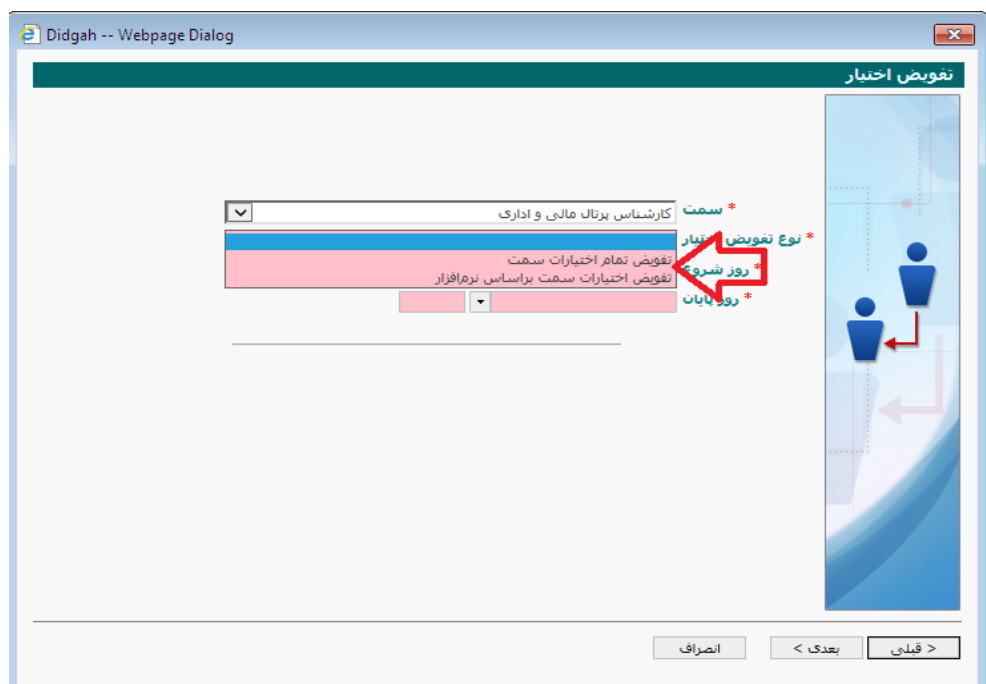 Didgah -- Webpage Dialog
تفویض اختیار
* سمت کارشناس پرتال مالی و اداری
* نوع تفویض اختیار
تفویض تمام اختیارات سمت
* روز شروع
تفویض اختیارات سمت براساس نرم‌افزار
* روز پایان
< قبلی
بعدی >
انصراف